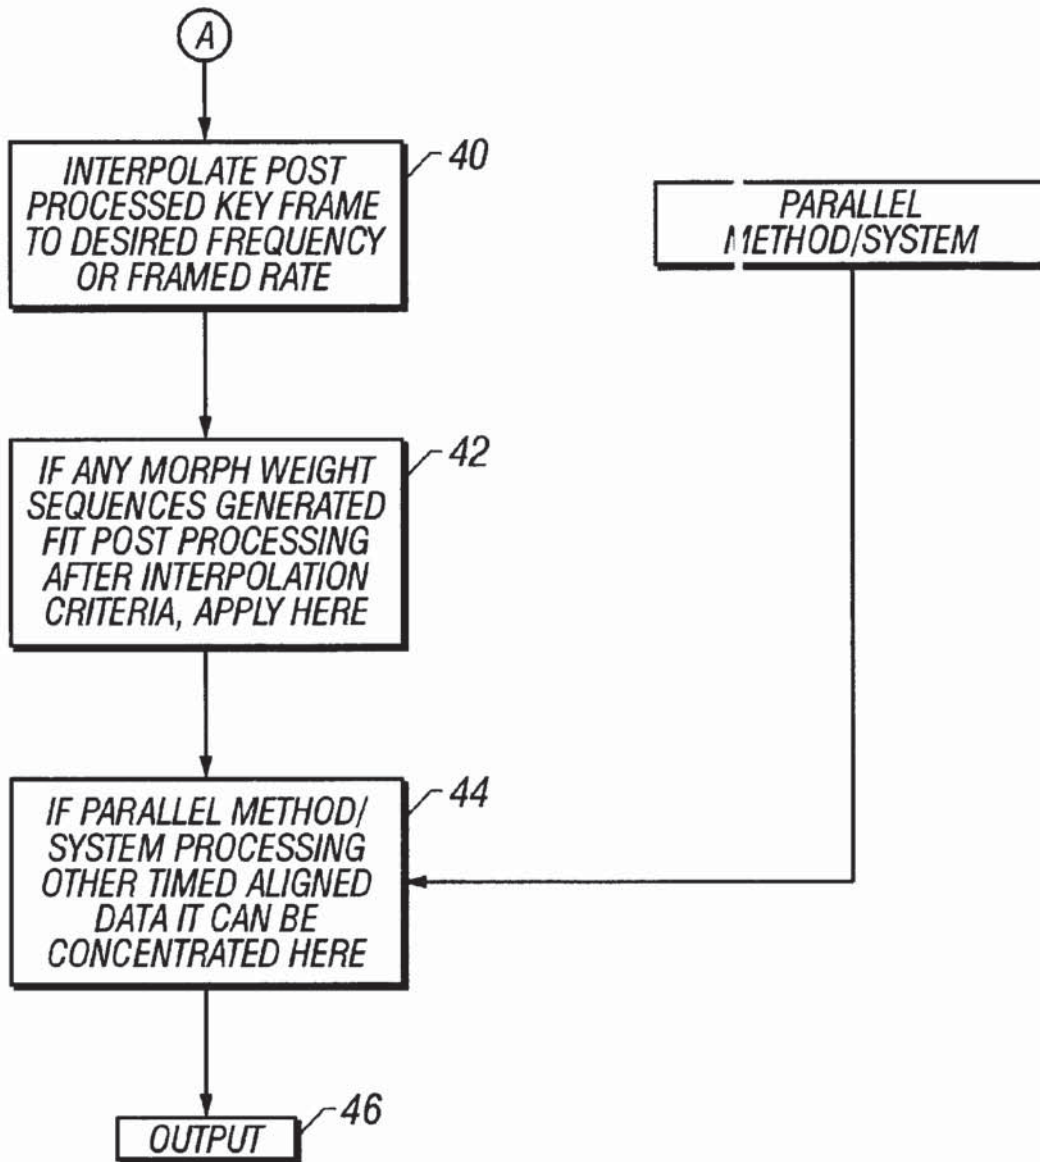 A
INTERPOLATE POST
PROCESSED KEY FRAME
TO DESIRED FREQUENCY
OR FRAMED RATE
40
PARALLEL
METHOD/SYSTEM
IF ANY MORPH WEIGHT
SEQUENCES GENERATED
FIT POST PROCESSING
AFTER INTERPOLATION
CRITERIA, APPLY HERE
42
IF PARALLEL METHOD/
SYSTEM PROCESSING
OTHER TIMED ALIGNED
DATA IT CAN BE
CONCENTRATED HERE
44
OUTPUT
46